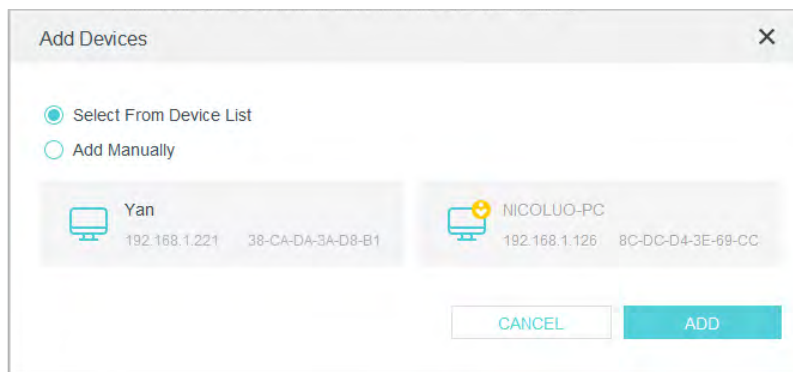 Add Devices
Select From Device List
Add Manually
Yan
192.168.1.221 38-CA-DA-3A-D8-B1
NICOLUO-PC
192.168.1.126 8C-DC-D4-3E-69-CC
CANCEL ADD